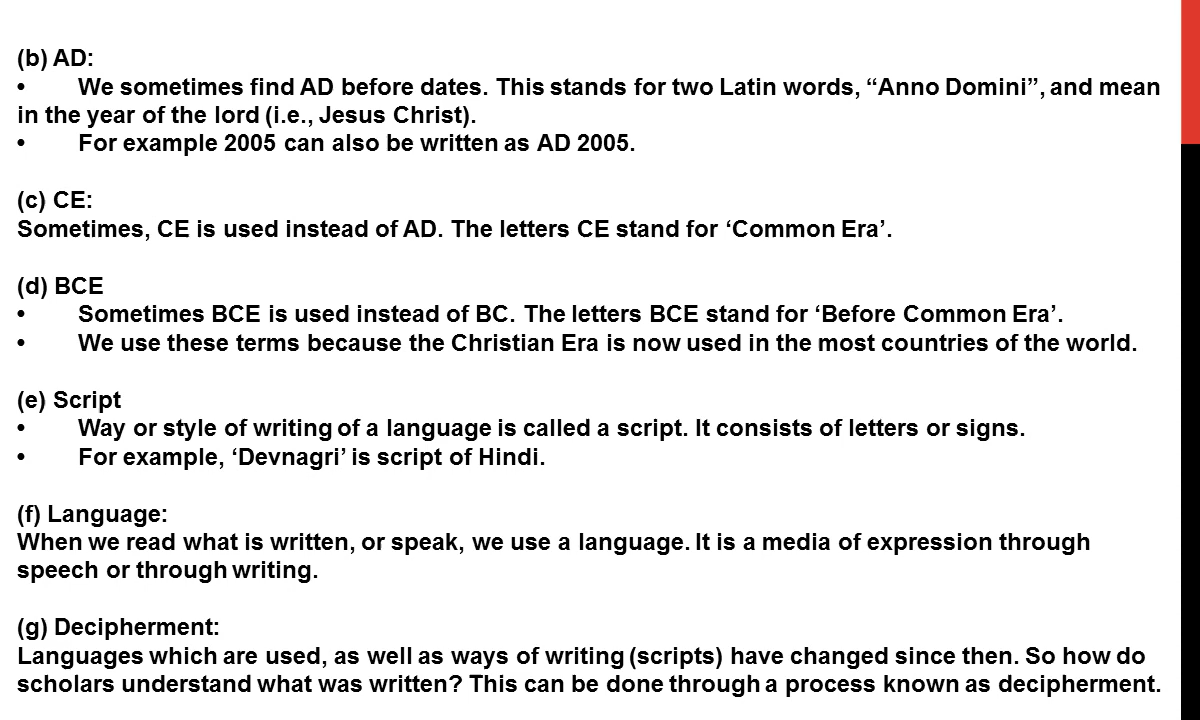 (b) AD:
• We sometimes find AD before dates. This stands for two Latin words, “Anno Domini”, and mean
in the year of the lord (i.e., Jesus Christ).
• For example 2005 can also be written as AD 2005.
(c) CE:
Sometimes, CE is used instead of AD. The letters CE stand for ‘Common Era’.
(d) BCE
• Sometimes BCE is used instead of BC. The letters BCE stand for ‘Before Common Era’.
• We use these terms because the Christian Era is now used in the most countries of the world.
(e) Script
• Way or style of writing of a language is called a script. It consists of letters or signs.
• For example, ‘Devnagri’ is script of Hindi.
(f) Language:
When we read what is written, or speak, we use a language. It is a media of expression through
speech or through writing.
(g) Decipherment:
Languages which are used, as well as ways of writing (scripts) have changed since then. So how do
scholars understand what was written? This can be done through a process known as decipherment.